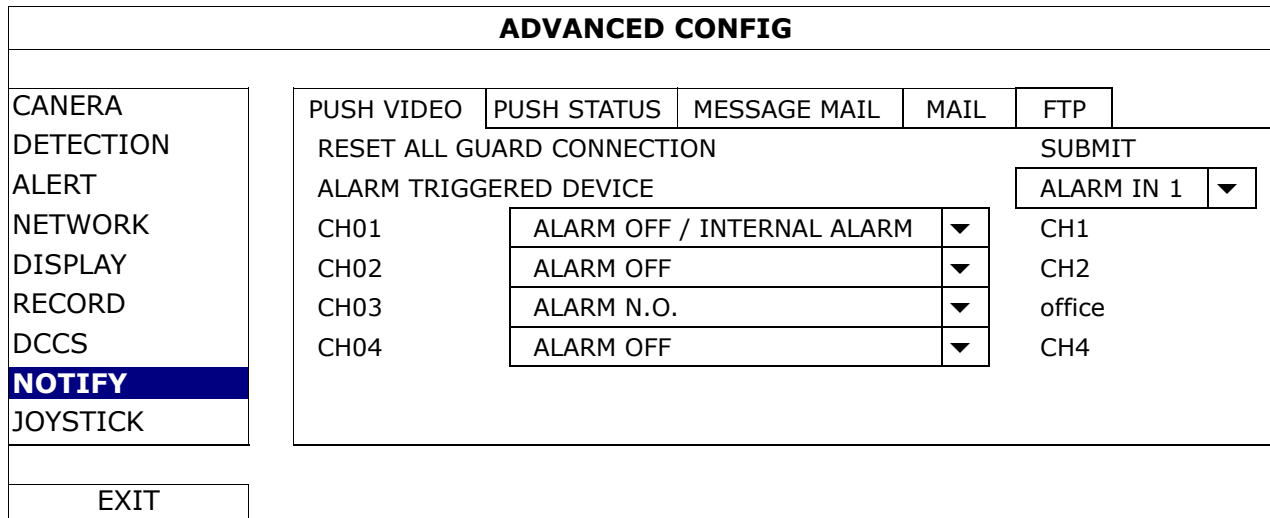 ADVANCED CONFIG
CANERA
DETECTION
ALERT
NETWORK
DISPLAY
RECORD
DCCS
NOTIFY
JOYSTICK
EXIT
PUSH VIDEO PUSH STATUS MESSAGE MAIL MAIL FTP
RESET ALL GUARD CONNECTION SUBMIT
ALARM TRIGGERED DEVICE ALARM IN 1
CH01 ALARM OFF / INTERNAL ALARM CH1
CH02 ALARM OFF CH2
CH03 ALARM N.O. office
CH04 ALARM OFF CH4